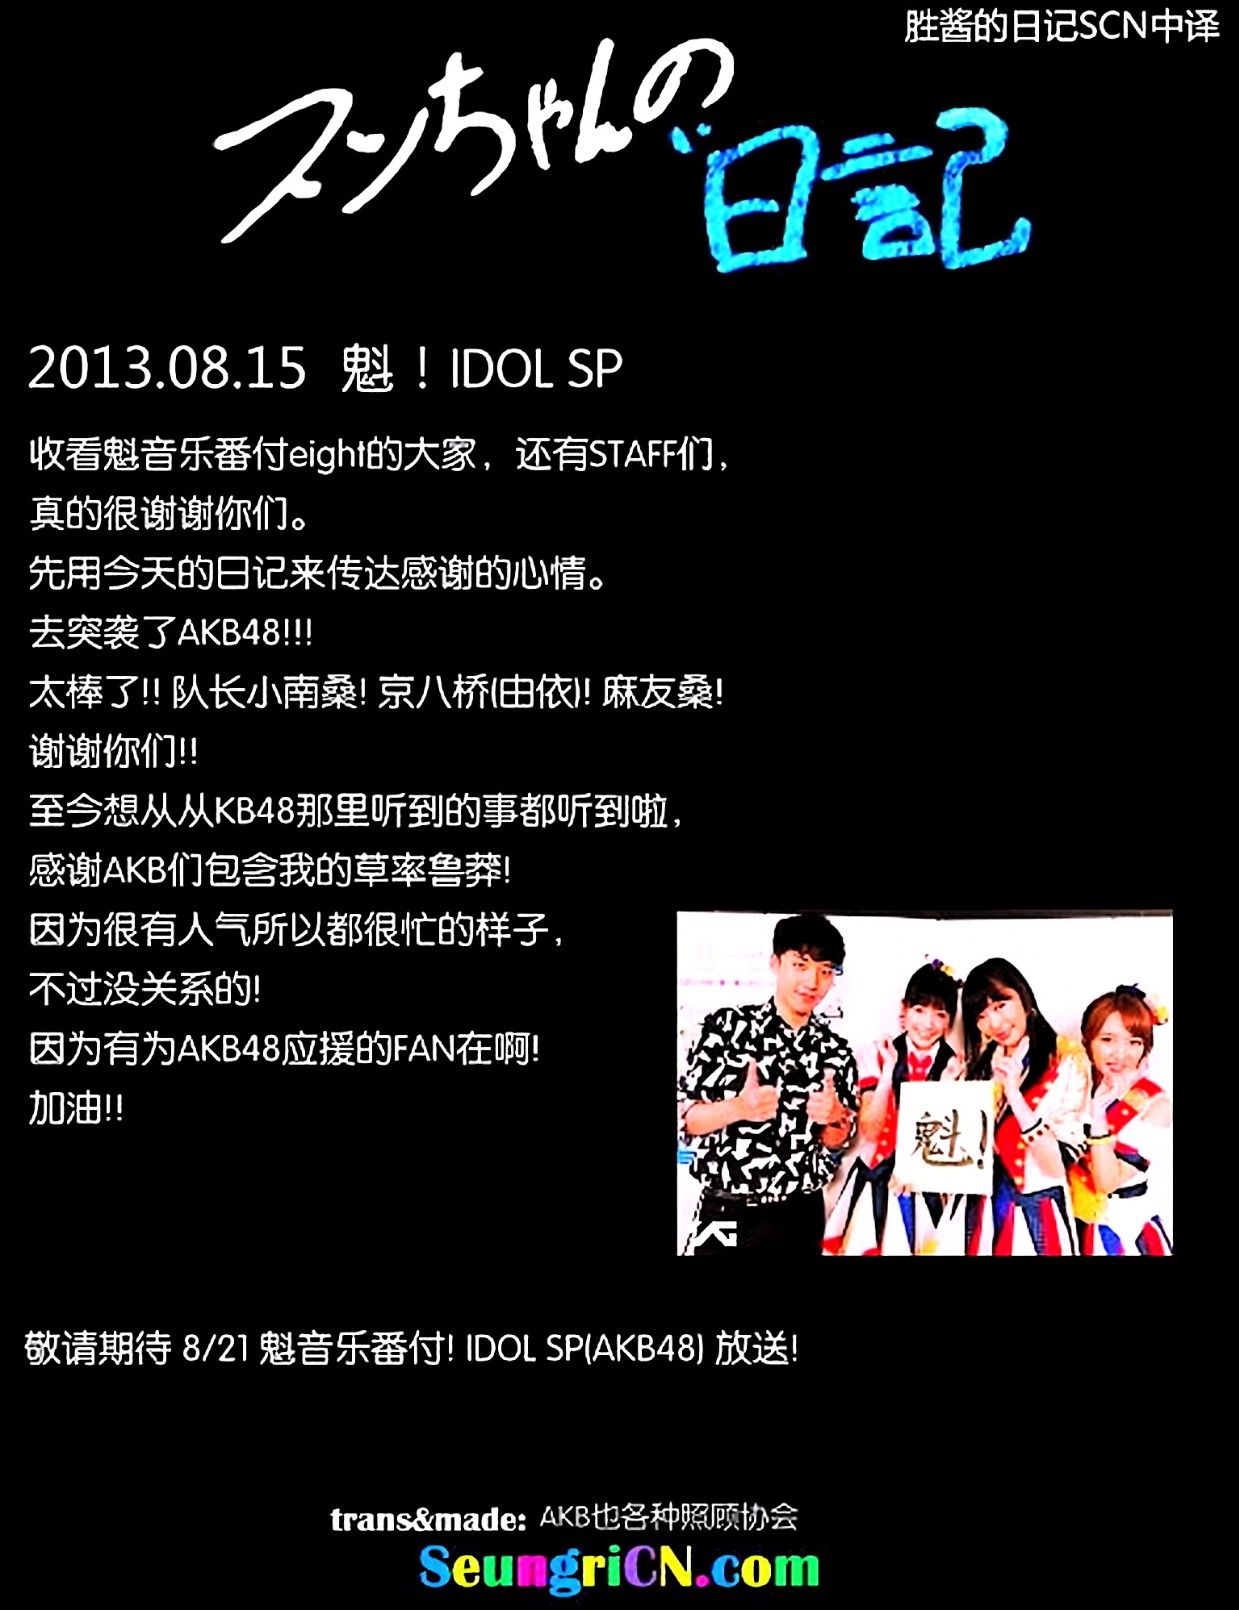 胜酱的日记SCN中译
スンちゃんの
日記
2013.08.15 魁！IDOL SP
收看魁音乐番付eight的大家，还有STAFF们，
真的很谢谢你们。
先用今天的日记来传达感谢的心情。
去突袭了AKB48!!!
太棒了!! 队长小南桑! 京八桥(由依)! 麻友桑!
谢谢你们!!
至今想从从KB48那里听到的事都听到啦，
感谢AKB们包含我的草率鲁莽!
因为很有人气所以都很忙的样子，
不过没关系的!
因为有为AKB48应援的FAN在啊!
加油!!
魁!
YG
敬请期待 8/21 魁音乐番付! IDOL SP(AKB48) 放送!
trans&made: AKB也各种照顾协会
SeungriCN.com